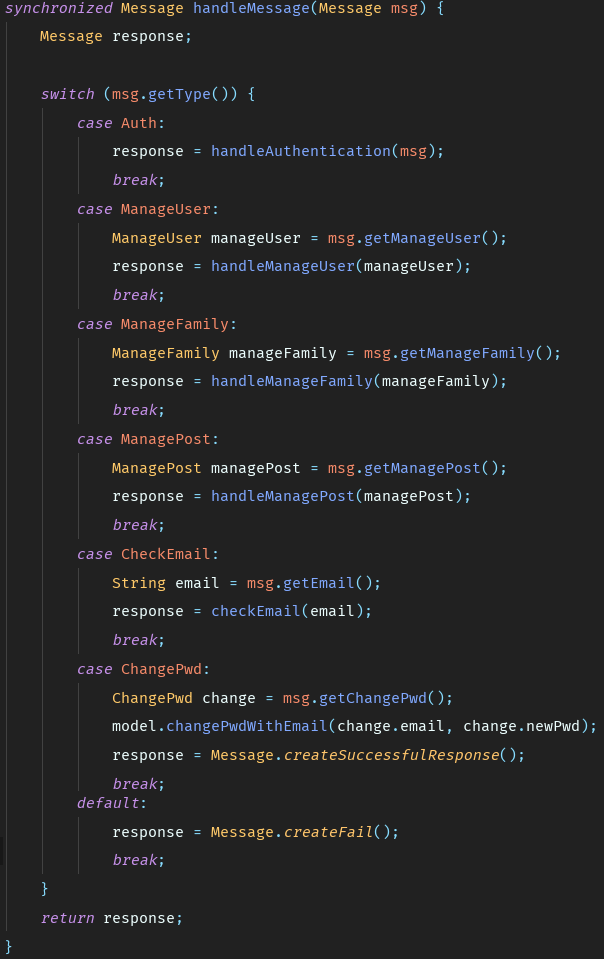 synchronized Message handleMessage(Message msg) {
Message response;
switch (msg.getType()) {
case Auth:
response = handleAuthentication(msg);
break;
case ManageUser:
ManageUser manageUser = msg.getManageUser();
response = handleManageUser(manageUser);
break;
case ManageFamily:
ManageFamily manageFamily = msg.getManageFamily();
response = handleManageFamily(manageFamily);
break;
case ManagePost:
ManagePost managePost = msg.getManagePost();
response = handleManagePost(managePost);
break;
case CheckEmail:
String email = msg.getEmail();
response = checkEmail(email);
break;
case ChangePwd:
ChangePwd change = msg.getChangePwd();
model.changePwdWithEmail(change.email, change.newPwd);
response = Message.createSuccessfulResponse();
break;
default:
response = Message.createFail();
break;
}
return response;
}